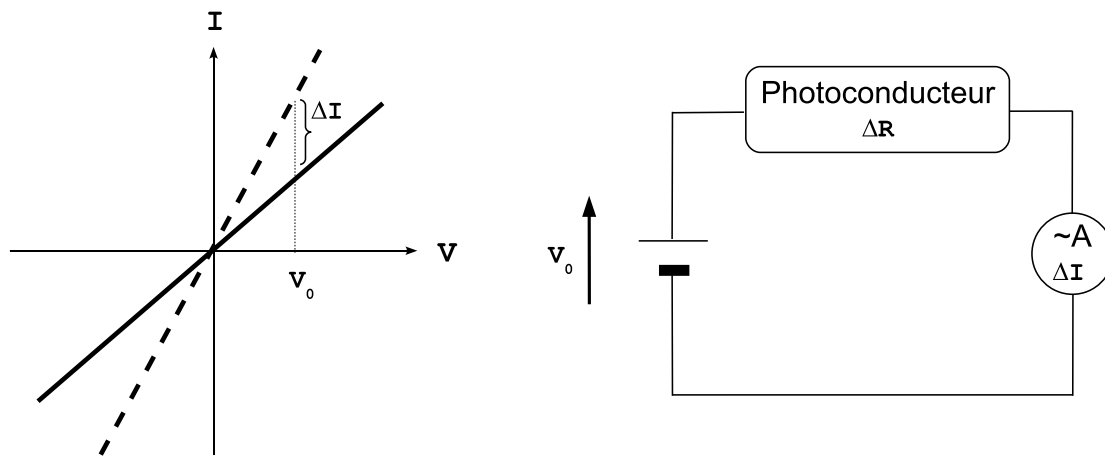 I
ΔI
V
V₀
Photoconducteur
ΔR
V₀
~A
ΔI